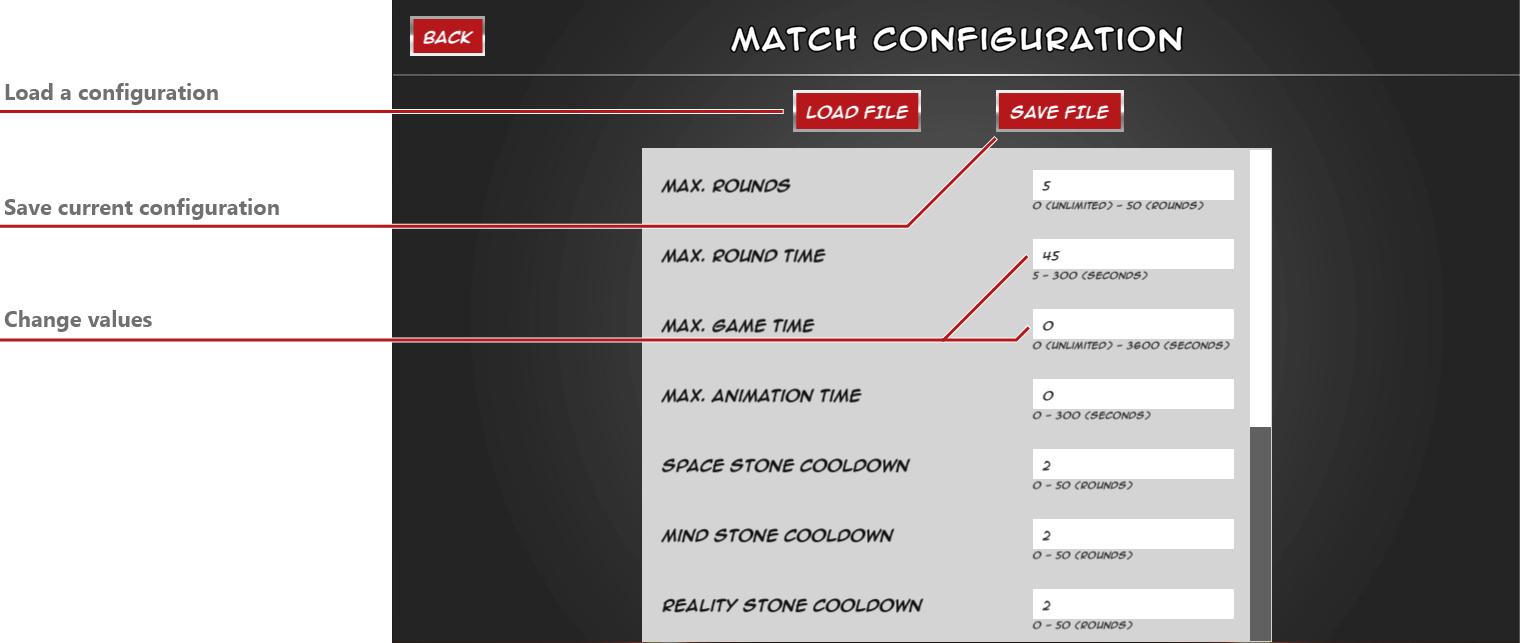 BACK
MATCH CONFIGURATION
Load a configuration
LOAD FILE
SAVE FILE
Save current configuration
Change values
MAX. ROUNDS
5
0 (UNLIMITED) - 50 (ROUNDS)
MAX. ROUND TIME
45
5 - 300 (SECONDS)
MAX. GAME TIME
0
0 (UNLIMITED) - 3600 (SECONDS)
MAX. ANIMATION TIME
0
0 - 300 (SECONDS)
SPACE STONE COOLDOWN
2
0 - 50 (ROUNDS)
MIND STONE COOLDOWN
2
0 - 50 (ROUNDS)
REALITY STONE COOLDOWN
2
0 - 50 (ROUNDS)